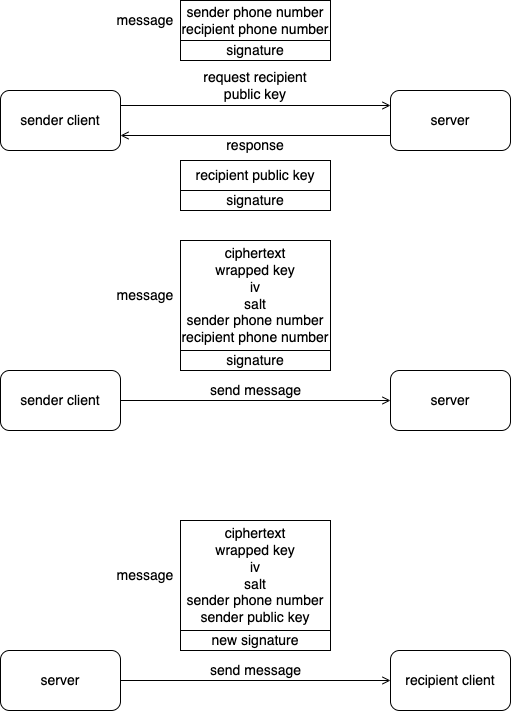 message
sender phone number
recipient phone number
signature
request recipient
public key
sender client
server
response
recipient public key
signature
message
ciphertext
wrapped key
iv
salt
sender phone number
recipient phone number
signature
sender client
send message
server
message
ciphertext
wrapped key
iv
salt
sender phone number
sender public key
new signature
server
send message
recipient client